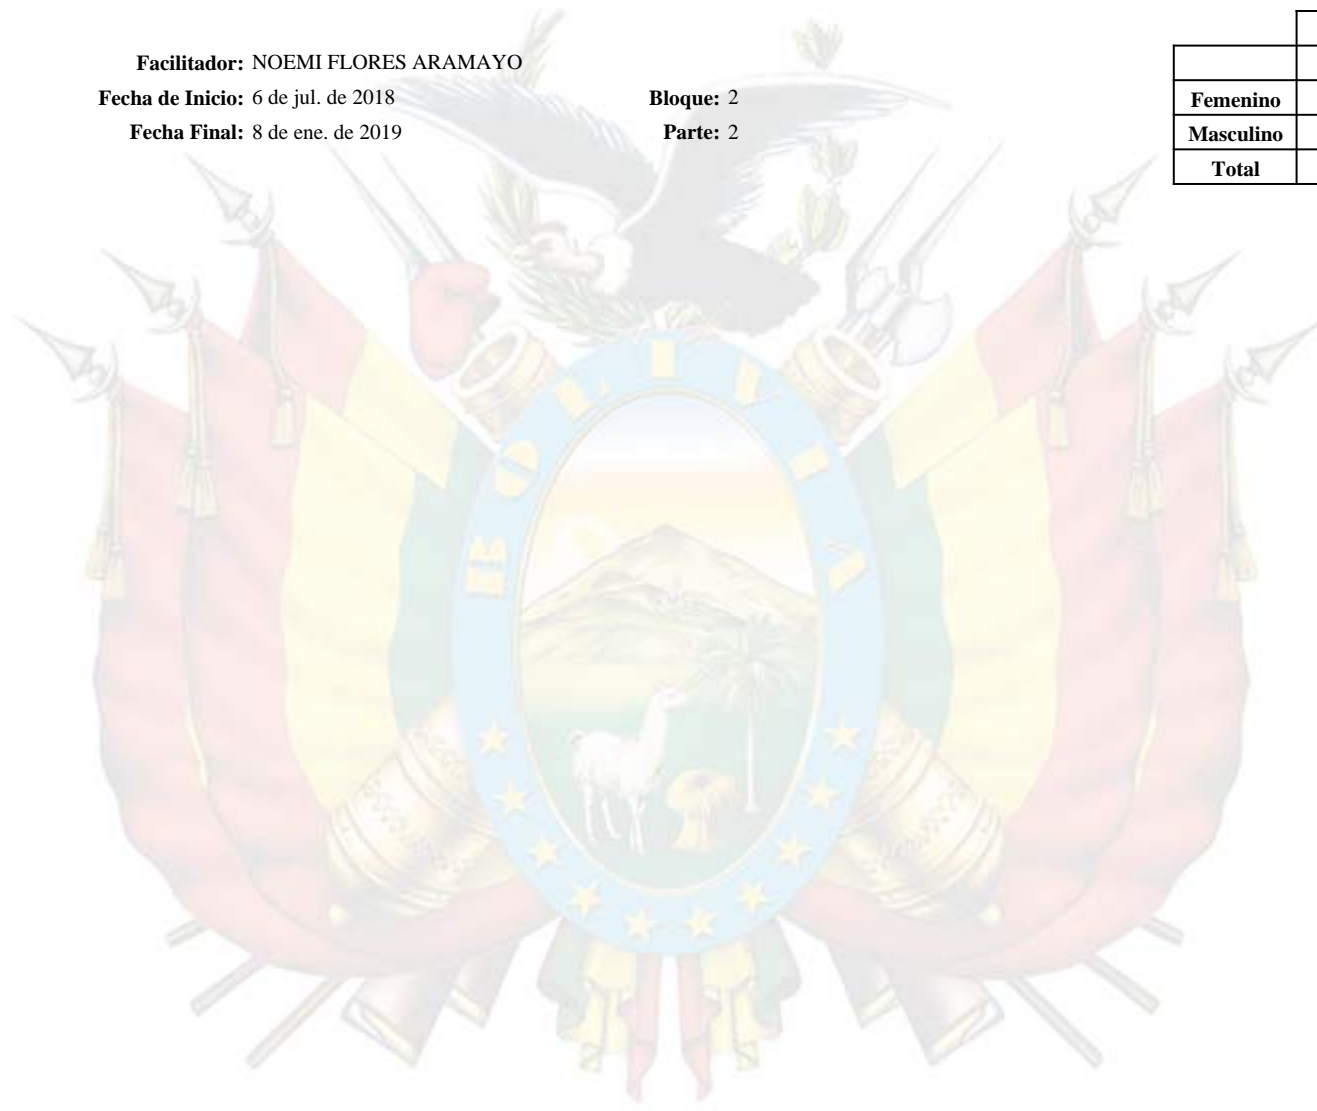 Facilitador: NOEMI FLORES ARAMAYO
Fecha de Inicio: 6 de jul. de 2018 Bloque: 2
Fecha Final: 8 de ene. de 2019 Parte: 2
Femenino
Masculino
Total
BOLIVIA